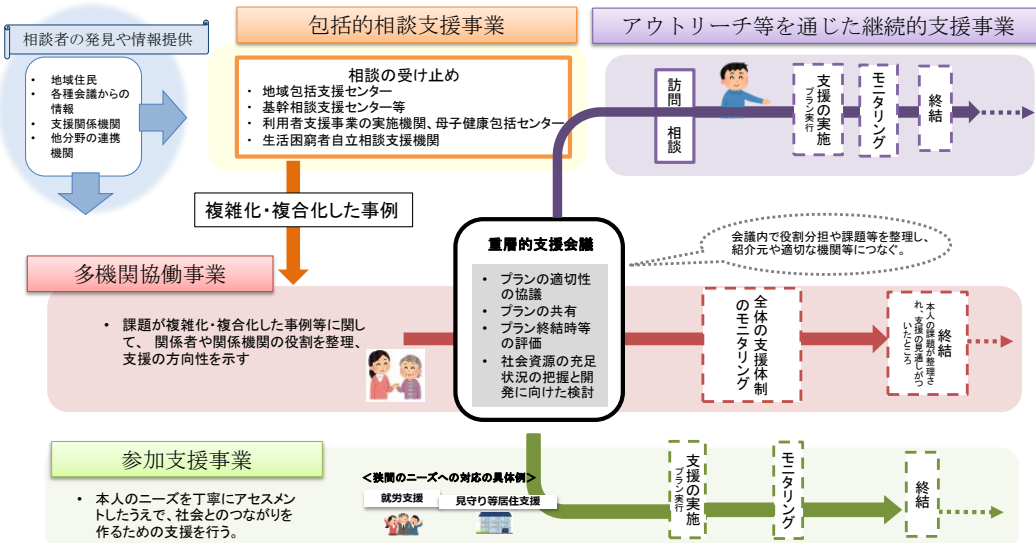 相談者の発見や情報提供
・ 地域住民
・ 各種会議からの
情報
・ 支援関係機関
・ 他分野の連携
機関
包括的相談支援事業
相談の受け止め
・ 地域包括支援センター
・ 基幹相談支援センター等
・ 利用者支援事業の実施機関、母子健康包括センター
・ 生活困窮者自立相談支援機関
アウトリーチ等を通じた継続的支援事業
訪問 相談
支援の実施
プラン実行
モニタリング
終結
複雑化・複合化した事例
重層的支援会議
• プランの適切性
の協議
• プランの共有
• プラン終結時等
の評価
• 社会資源の充足
状況の把握と開
発に向けた検討
会議内で役割分担や課題等を整理し、
紹介元や適切な機関等につなぐ。
多機関協働事業
• 課題が複雑化・複合化した事例等に関し
て、 関係者や関係機関の役割を整理、
支援の方向性を示す
全体の支援体制
のモニタリング
終結
本人の課題が整理さ
れ、支援の見通しがつ
いたところ
参加支援事業
• 本人のニーズを丁寧にアセスメン
トしたうえで、社会とのつながりを
作るための支援を行う。
<狭間のニーズへの対応の具体例>
就労支援
見守り等居住支援
支援の実施
プラン実行
モニタリング
終結